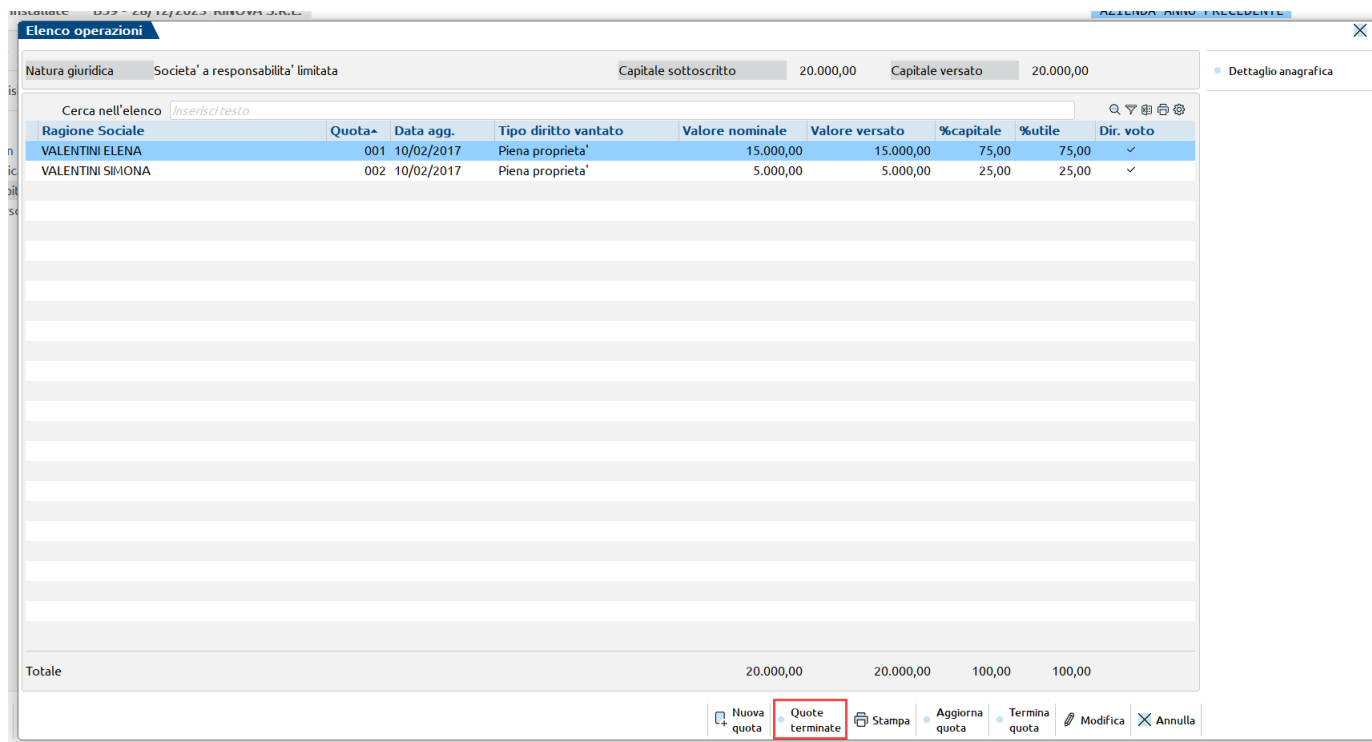 Elenco operazioni
Natura giuridica Societa' a responsabilita' limitata Capitale sottoscritto 20.000,00 Capitale versato 20.000,00
Dettaglio anagrafica
Cerca nell'elenco Inserisci testo
Ragione Sociale Quota Data agg. Tipo diritto vantato Valore nominale Valore versato %capitale %utile Dir. voto
VALENTINI ELENA 001 10/02/2017 Piena proprieta' 15.000,00 15.000,00 75,00 75,00
VALENTINI SIMONA 002 10/02/2017 Piena proprieta' 5.000,00 5.000,00 25,00 25,00
Totale 20.000,00 20.000,00 100,00 100,00
Nuova quota Quote terminate Stampa Aggiorna quota Termina quota Modifica Annulla